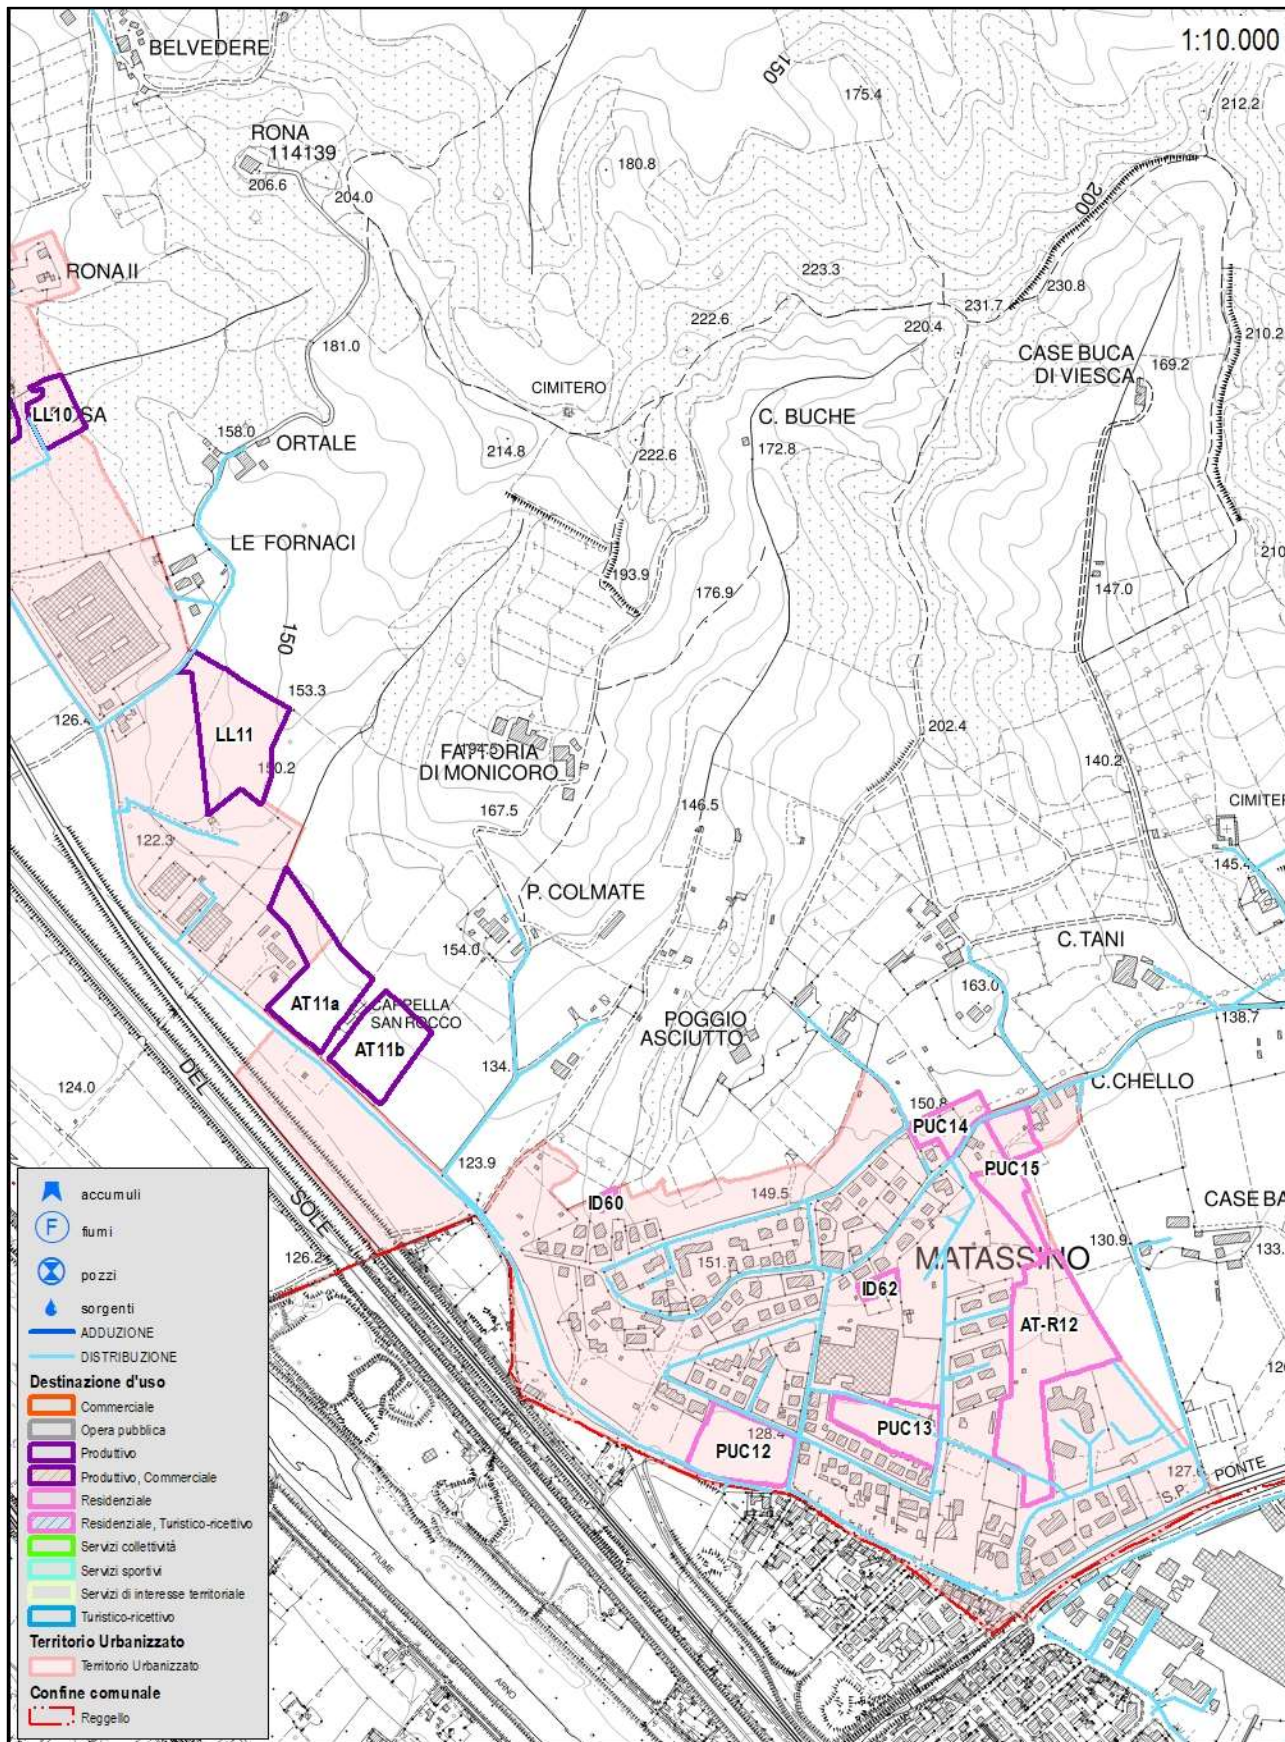 1:10.000
BELVEDERE
150
175.4
212.2
RONA
114139
180.8
206.6
204.0
200
RONA II
223.3
230.8
222.6
231.7
220.4
181.0
210.2
CASE BUCA
DI VIESCA
169.2
CIMITERO
LL10
SA
C. BUCHE
158.0
ORTALE
214.8
222.6
172.8
LE FORNACI
210
193.9
176.9
147.0
150
153.3
126.4
LL11
202.4
FATTORIA
194.5
DI MONICORO
150.2
140.2
167.5
146.5
122.3
145.4
P. COLMATE
154.0
C. TANI
163.0
AT11a
CAPPELLA
SAN ROCCO
POGGIO
ASCIUTTO
138.7
AT11b
134.
124.0
DEL
C. CHELLO
150.8
PUC14
PUC15
123.9
149.5
SOLE
ID60
CASE BA
130.9
133.
126.2
151.7
MATASSINO
ID62
AT-R12
128.4
PUC13
PUC12
127.
S.P.
PONTE
FIUME
ARNO
accumuli
F
fiumi
pozzi
sorgenti
ADDUZIONE
DISTRIBUZIONE
Destinazione d'uso
Commerciale
Opera pubblica
Produttivo
Produttivo, Commerciale
Residenziale
Residenziale, Turistico-ricettivo
Servizi collettività
Servizi sportivi
Servizi di interesse territoriale
Turistico-ricettivo
Territorio Urbanizzato
Territorio Urbanizzato
Confine comunale
Reggello